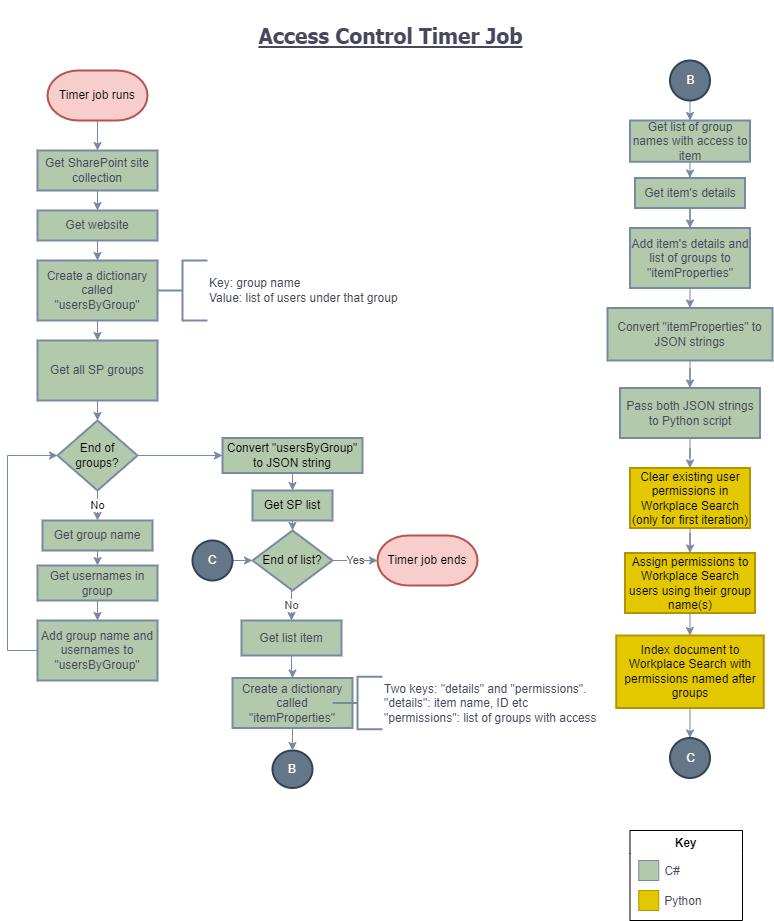 Access Control Timer Job
Timer job runs
Get SharePoint site
collection
Get website
Create a dictionary
called
"usersByGroup"
Key: group name
Value: list of users under that group
Get all SP groups
End of
groups?
No
Get group name
Get usernames in
group
Add group name and
usernames to
"usersByGroup"
Convert "usersByGroup"
to JSON string
Get SP list
C
End of list?
Yes
Timer job ends
No
Get list item
Create a dictionary
called
"itemProperties"
Two keys: "details" and "permissions".
"details": item name, ID etc
"permissions": list of groups with access
B
B
Get list of group
names with access to
item
Get item's details
Add item's details and
list of groups to
"itemProperties"
Convert "itemProperties" to
JSON strings
Pass both JSON strings
to Python script
Clear existing user
permissions in
Workplace Search
(only for first iteration)
Assign permissions to
Workplace Search
users using their group
name(s)
Index document to
Workplace Search with
permissions named after
groups
C
Key
C#
Python